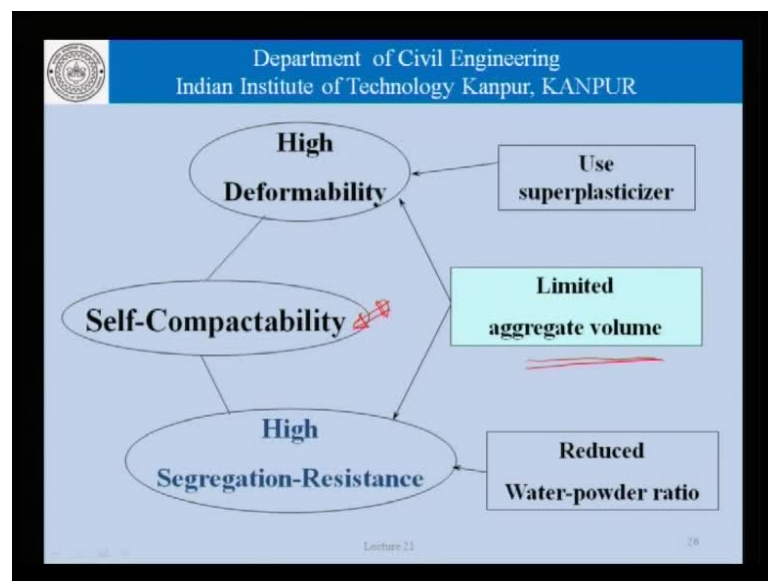 Department of Civil Engineering
Indian Institute of Technology Kanpur, KANPUR
High
Deformability
Use
superplasticizer
Self-Compactability
Limited
aggregate volume
High
Segregation-Resistance
Reduced
Water-powder ratio
Lecture 21
28